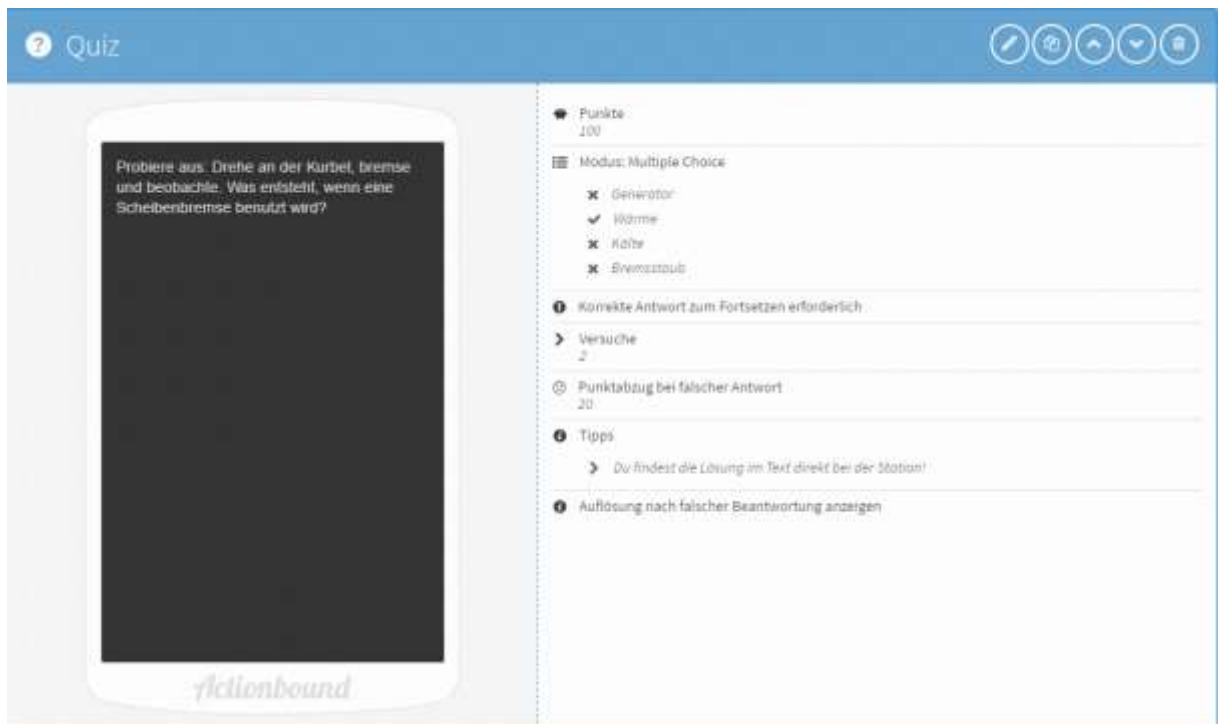 Quiz
Probiere aus: Drehe an der Kurbel, bremse
und beobachte. Was entsteht, wenn eine
Scheibenbremse benutzt wird?
Actionbound
Punkte
100
Modus: Multiple Choice
Generator
Wärme
Kälte
Bremsstaub
Korrekte Antwort zum Fortsetzen erforderlich
Versuche
2
Punktabzug bei falscher Antwort
20
Tipps
Du findest die Lösung im Text direkt bei der Station!
Auflösung nach falscher Beantwortung anzeigen